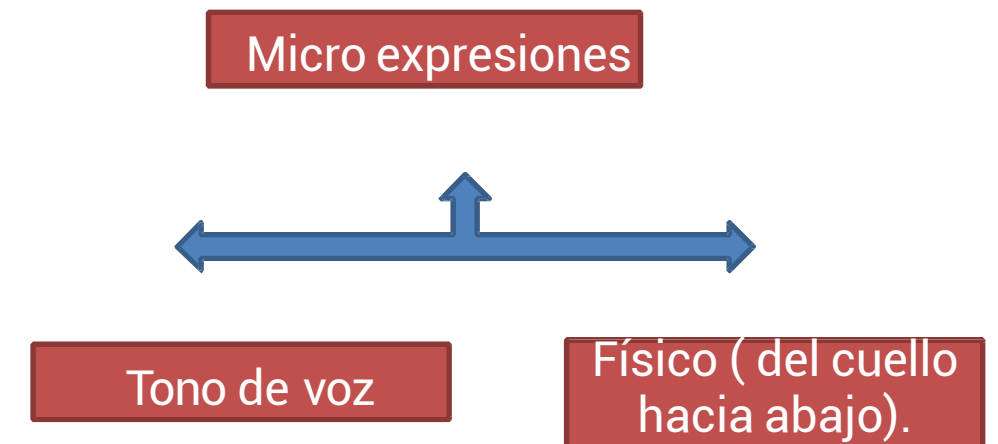 Micro expresiones
Tono de voz
Físico ( del cuello
hacia abajo).